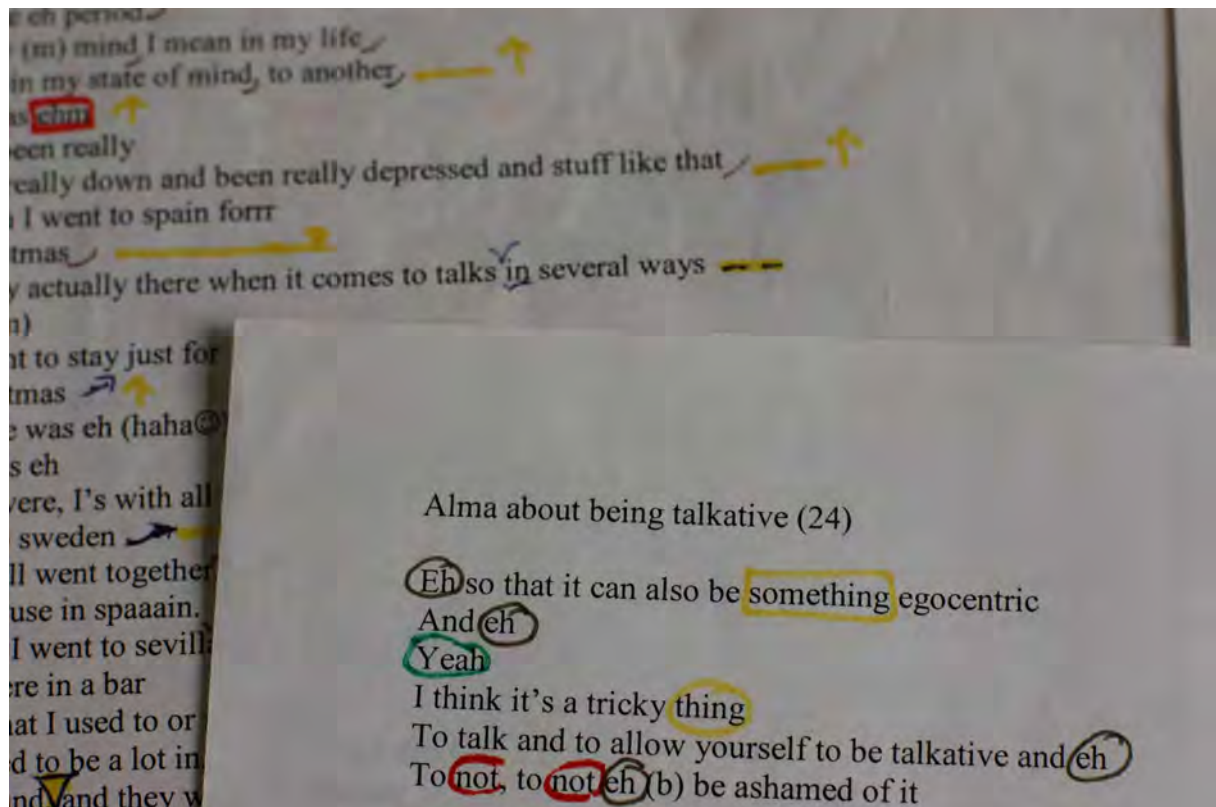 eh period
(m) mind, I mean in my life
in my state of mind, to another,
ehm
been really
really down and been really depressed and stuff like that
I went to spain forrr
tmas
actually there when it comes to talks in several ways
to stay just for
tmas
was eh (haha☺
s eh
ere, I's with all
sweden
ll went together
use in spaaain.
I went to sevill
re in a bar
at I used to or
d to be a lot in
nd and they w
Alma about being talkative (24)
Eh so that it can also be something egocentric
And eh
Yeah
I think it's a tricky thing
To talk and to allow yourself to be talkative and eh
To not, to not eh (b) be ashamed of it